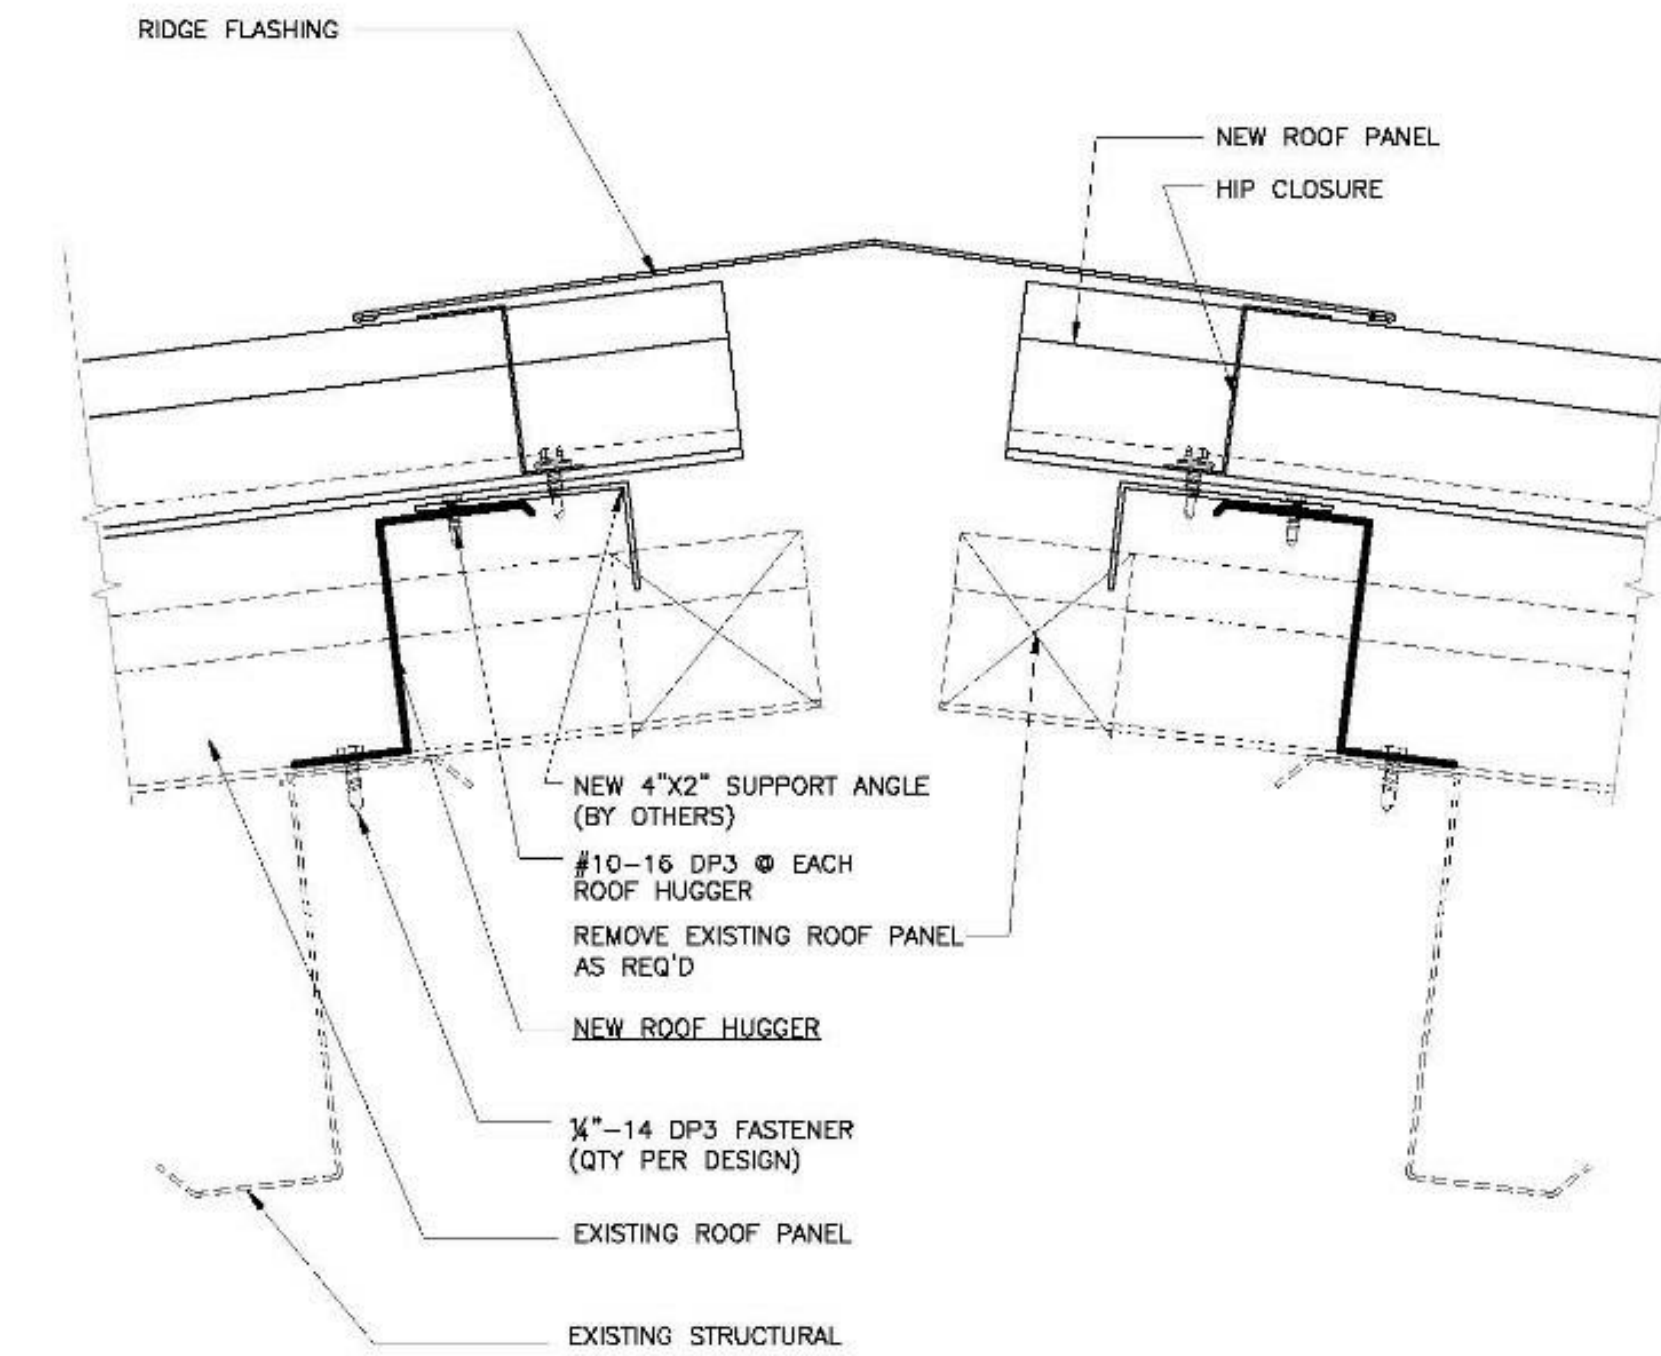 RIDGE FLASHING
NEW ROOF PANEL
HIP CLOSURE
NEW 4"X2" SUPPORT ANGLE
(BY OTHERS)
#10-16 DP3 @ EACH
ROOF HUGGER
REMOVE EXISTING ROOF PANEL
AS REQ'D
NEW ROOF HUGGER
¼"-14 DP3 FASTENER
(QTY PER DESIGN)
EXISTING ROOF PANEL
EXISTING STRUCTURAL